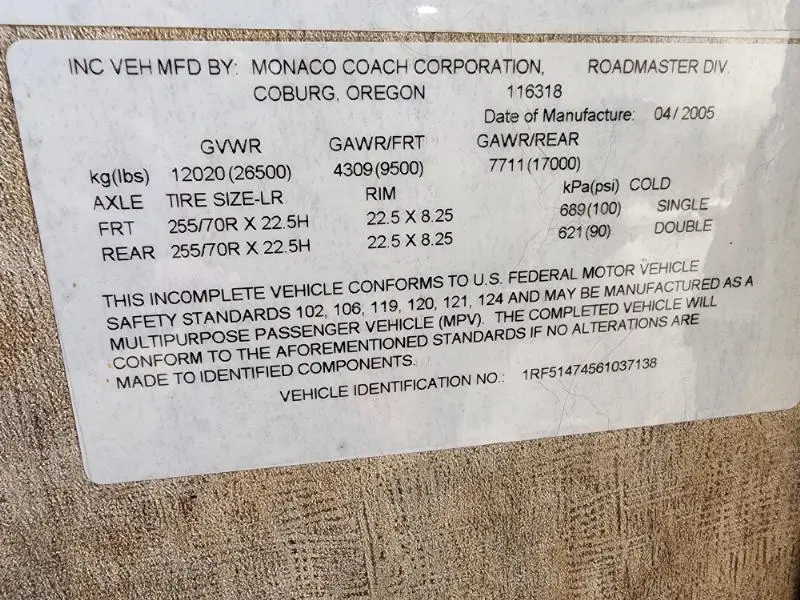 INC VEH MFD BY: MONACO COACH CORPORATION, ROADMASTER DIV.
COBURG, OREGON 116318
Date of Manufacture: 04/2005
GVWR GAWR/FRT GAWR/REAR
kg(lbs) 12020(26500) 4309(9500) 7711(17000)
AXLE TIRE SIZE-LR RIM kPa(psi) COLD
FRT 255/70R X 22.5H 22.5 X 8.25 689(100) SINGLE
REAR 255/70R X 22.5H 22.5 X 8.25 621(90) DOUBLE
THIS INCOMPLETE VEHICLE CONFORMS TO U.S. FEDERAL MOTOR VEHICLE
SAFETY STANDARDS 102, 106, 119, 120, 121, 124 AND MAY BE MANUFACTURED AS A
MULTIPURPOSE PASSENGER VEHICLE (MPV). THE COMPLETED VEHICLE WILL
CONFORM TO THE AFOREMENTIONED STANDARDS IF NO ALTERATIONS ARE
MADE TO IDENTIFIED COMPONENTS.
VEHICLE IDENTIFICATION NO.: 1RF51474561037138